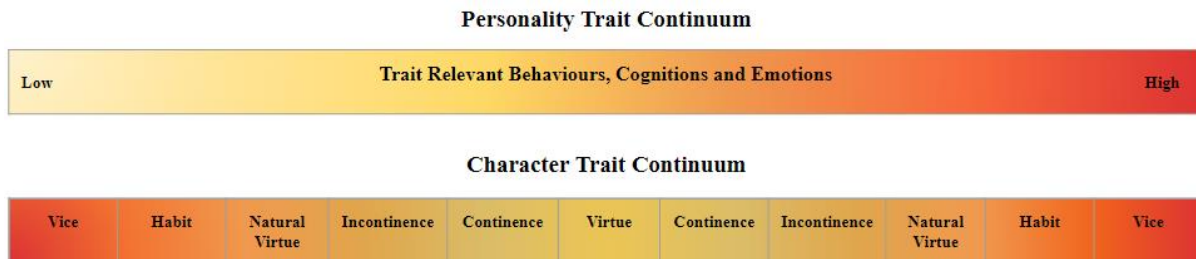 Personality Trait Continuum
Trait Relevant Behaviours, Cognitions and Emotions
Low
High
Character Trait Continuum
Vice
Habit
Natural
Virtue
Incontinence
Continence
Virtue
Continence
Incontinence
Natural
Virtue
Habit
Vice